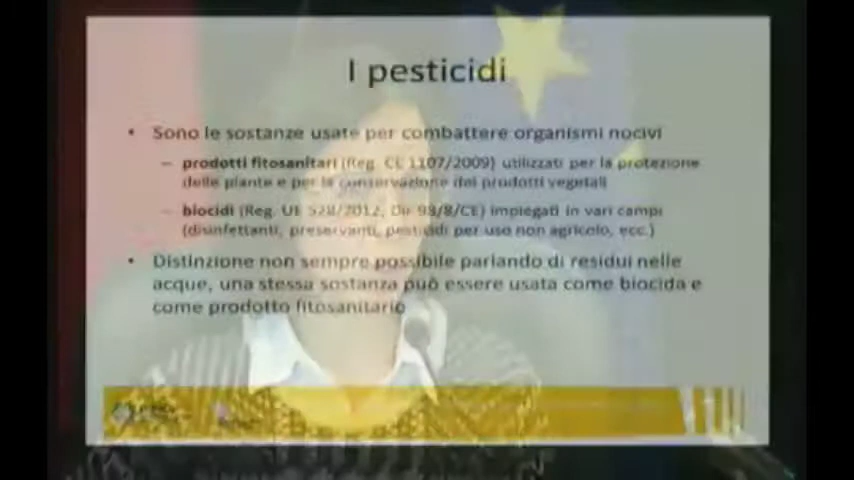 I pesticidi
• Sono le sostanze usate per combattere organismi nocivi
– prodotti fitosanitari (Reg. CE 1107/2009) utilizzati per la protezione
delle piante e per la conservazione dei prodotti vegetali
– biocidi (Reg. UE 528/2012, Dir 98/8/CE) impiegati in vari campi
(disinfettanti, preservanti, pesticidi per uso non agricolo, ecc.)
• Distinzione non sempre possibile parlando di residui nelle
acque, una stessa sostanza può essere usata come biocida e
come prodotto fitosanitario